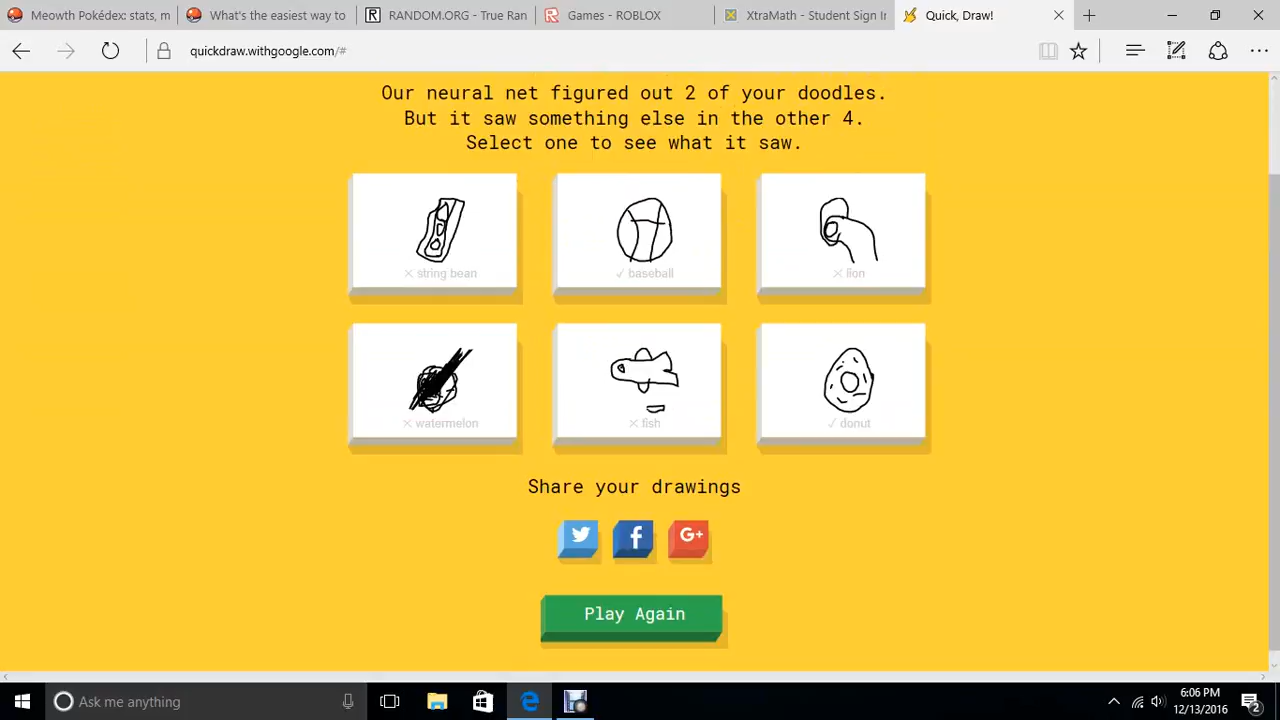 Meowth Pokédex: stats, m
What's the easiest way to
RANDOM.ORG - True Ran
Games - ROBLOX
XtraMath - Student Sign In
Quick, Draw!
quickdraw.withgoogle.com/#
Our neural net figured out 2 of your doodles.
But it saw something else in the other 4.
Select one to see what it saw.
× string bean
✓ baseball
× lion
× watermelon
× fish
✓ donut
Share your drawings
f
G+
Play Again
Ask me anything
6:06 PM
12/13/2016
2